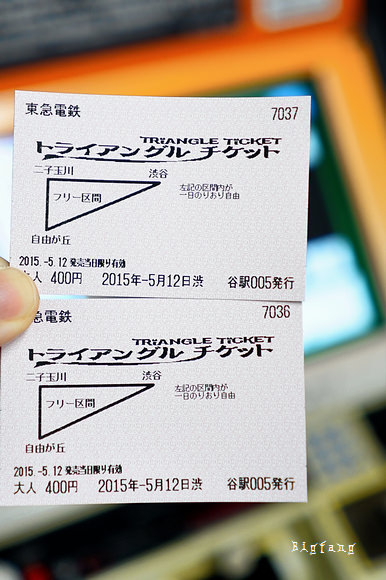 東急電鉄 7037
TRiANGLE TiCKET
トライアングル チケット
二子玉川 渋谷
フリー区間
左記の区間内が
一日のりおり自由
自由が丘
2015.-5.12 発売当日限り有効
大人 400円 2015年-5月12日渋 谷駅005発行
急電鉄 7036
TRiANGLE TiCKET
トライアングル チケット
二子玉川 渋谷
フリー区間
左記の区間内が
一日のりおり自由
自由が丘
2015.-5.12 発売当日限り有効
大人 400円 2015年-5月12日渋 谷駅005発行
Bigfang